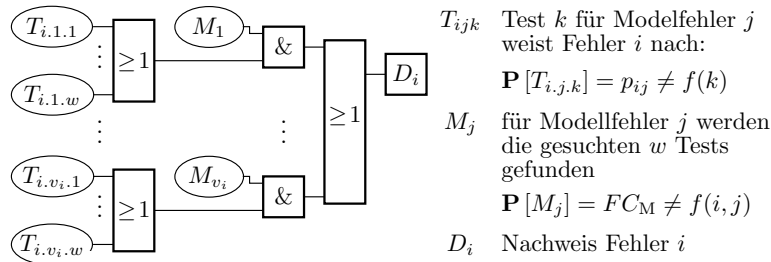 T_{i.1.1}
⋮
T_{i.1.w}
≥1
M_1
&
≥1
D_i
⋮
⋮
T_{i.v_i.1}
⋮
T_{i.v_i.w}
≥1
M_{v_i}
&
T_{ijk} Test k für Modelfehler j
weist Fehler i nach:
P [T_{i.j.k}] = p_{ij} ≠ f(k)
M_j für Modellfehler j werden
die gesuchten w Tests
gefunden
P [M_j] = FC_M ≠ f(i, j)
D_i Nachweis Fehler i